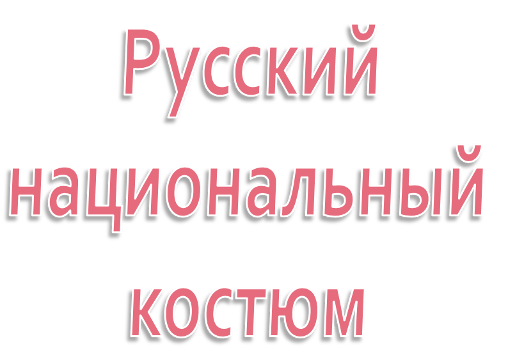 Русский
национальный
костюм